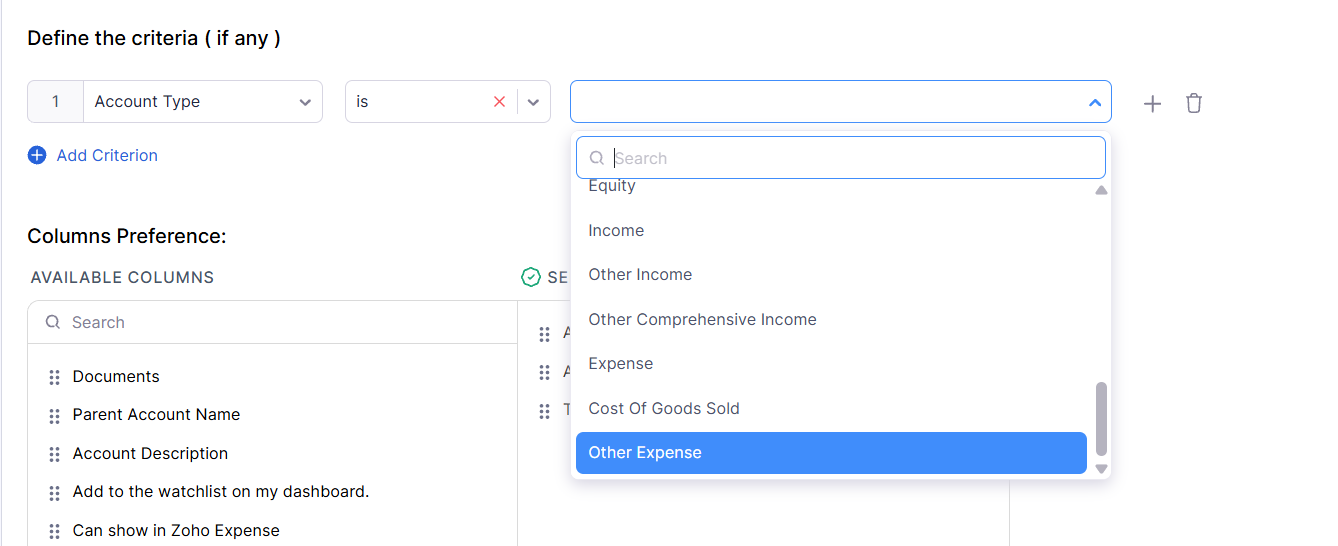 Define the criteria ( if any )
1 Account Type is
Search
Add Criterion
Equity
Income
Columns Preference:
Other Income
AVAILABLE COLUMNS
Other Comprehensive Income
Search
Expense
Documents
Cost Of Goods Sold
Parent Account Name
Other Expense
Account Description
Add to the watchlist on my dashboard.
Can show in Zoho Expense